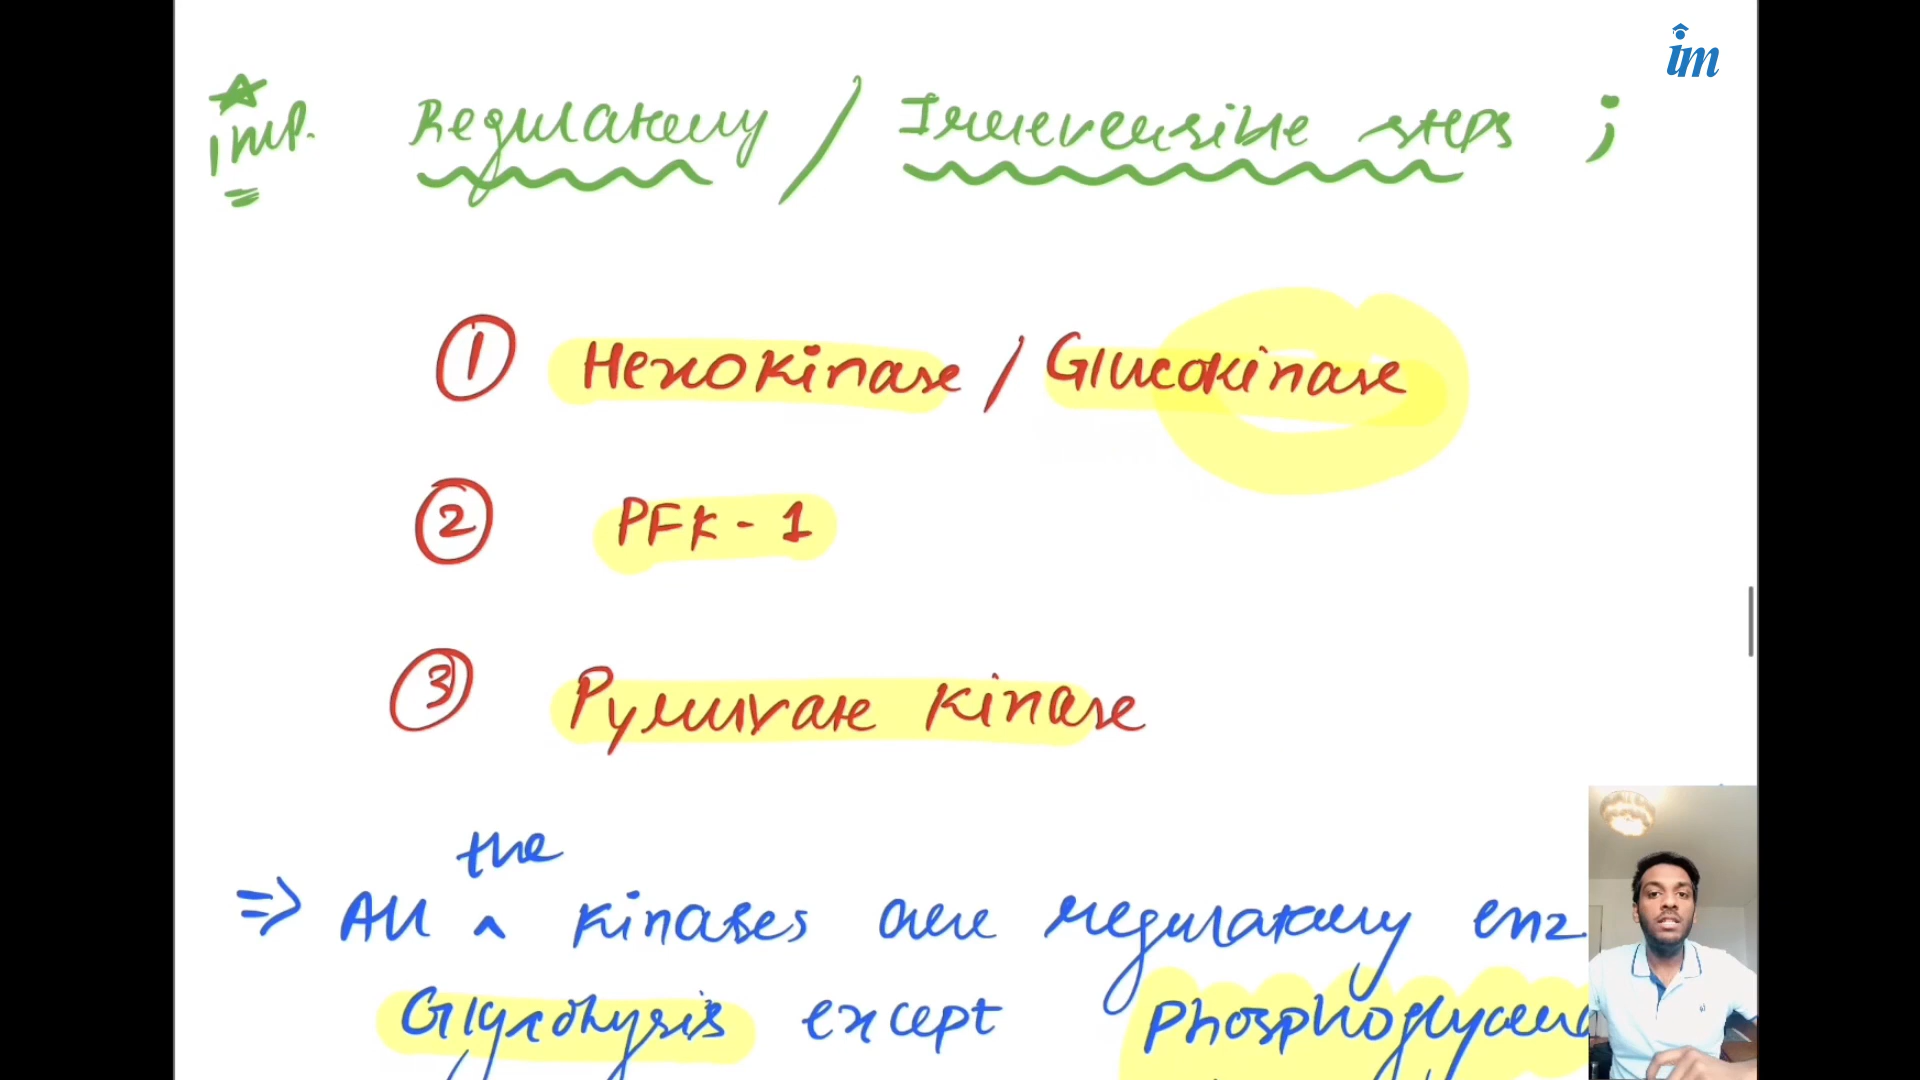 im
imp. Regulatory / Irreversible steps ;
1 Hexokinase / Glucokinase
2 PFK - 1
3 Pyruvate kinase
the
=> All ^ kinases are regulatory enz
Glycolysis except phosphoglycera